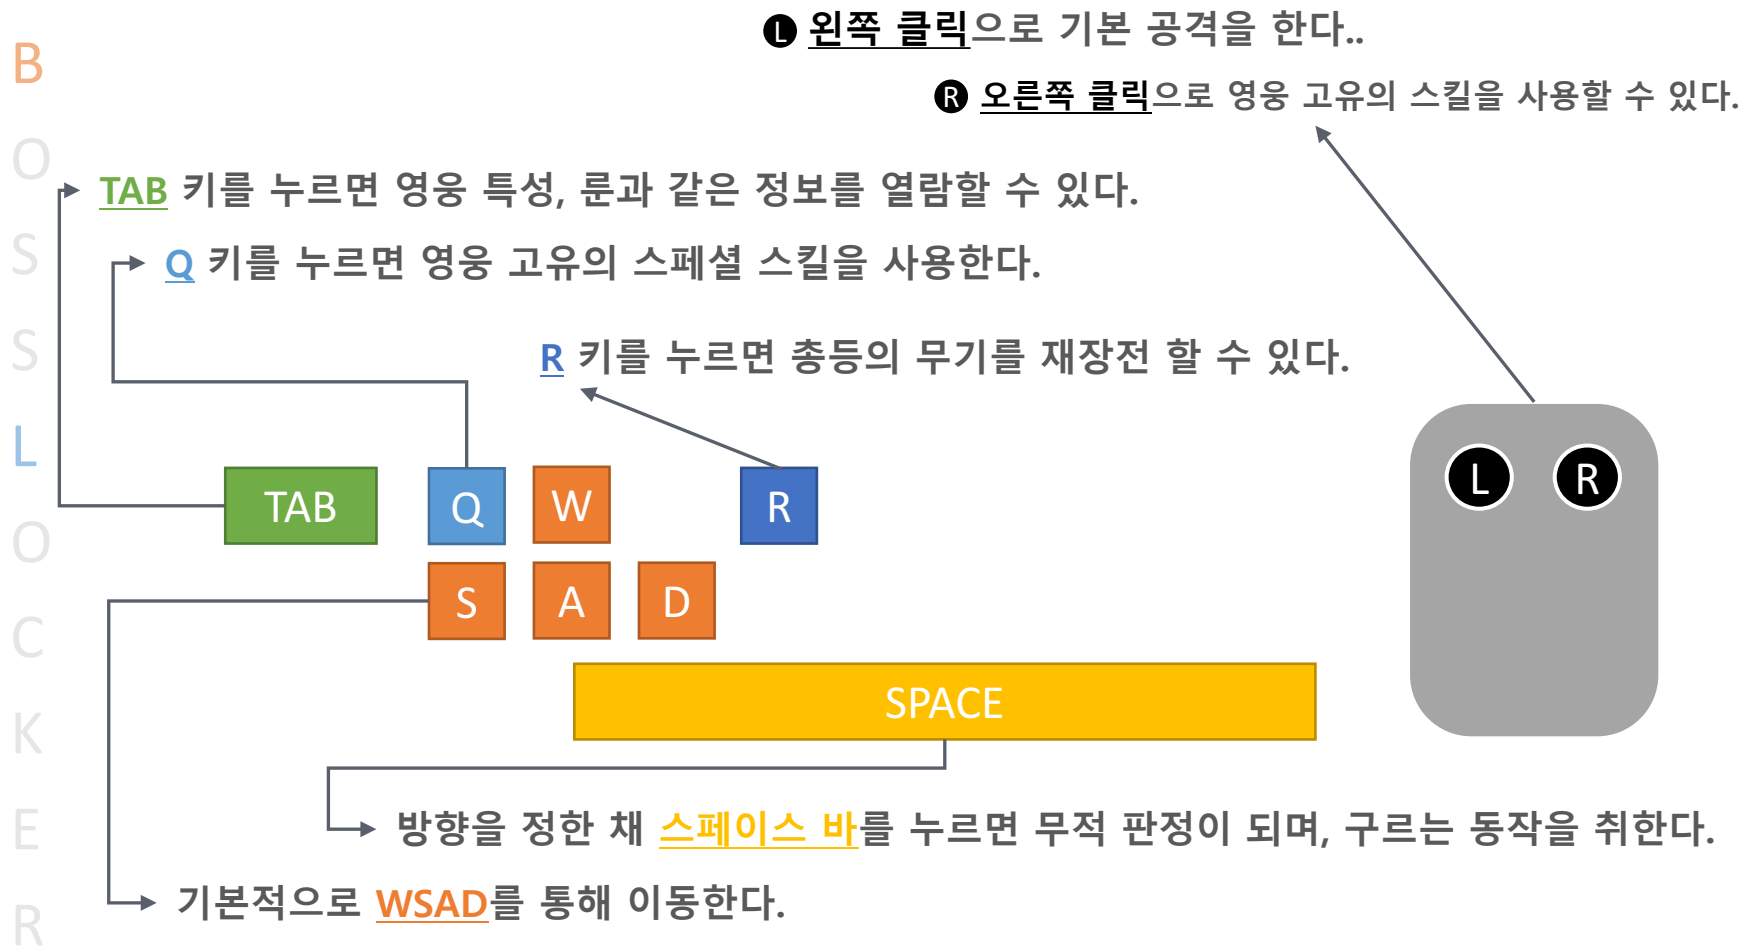 L 왼쪽 클릭으로 기본 공격을 한다..
R 오른쪽 클릭으로 영웅 고유의 스킬을 사용할 수 있다.
TAB 키를 누르면 영웅 특성, 룬과 같은 정보를 열람할 수 있다.
Q 키를 누르면 영웅 고유의 스페셜 스킬을 사용한다.
R 키를 누르면 총등의 무기를 재장전 할 수 있다.
L R
TAB Q W R
S A D
SPACE
방향을 정한 채 스페이스 바를 누르면 무적 판정이 되며, 구르는 동작을 취한다.
기본적으로 WSAD를 통해 이동한다.
B
O
S
S
L
O
C
K
E
R